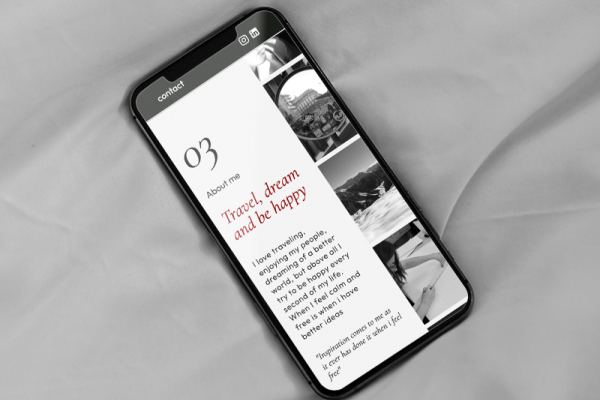 contact
03
About me
Travel, dream
and be happy
I love traveling,
enjoying my people,
dreaming of a better
world, but above all I
try to be happy every
second of my life.
When I feel calm and
free is when i have
better ideas
"Inspiration comes to me as
it ever has done it when i feel
free"